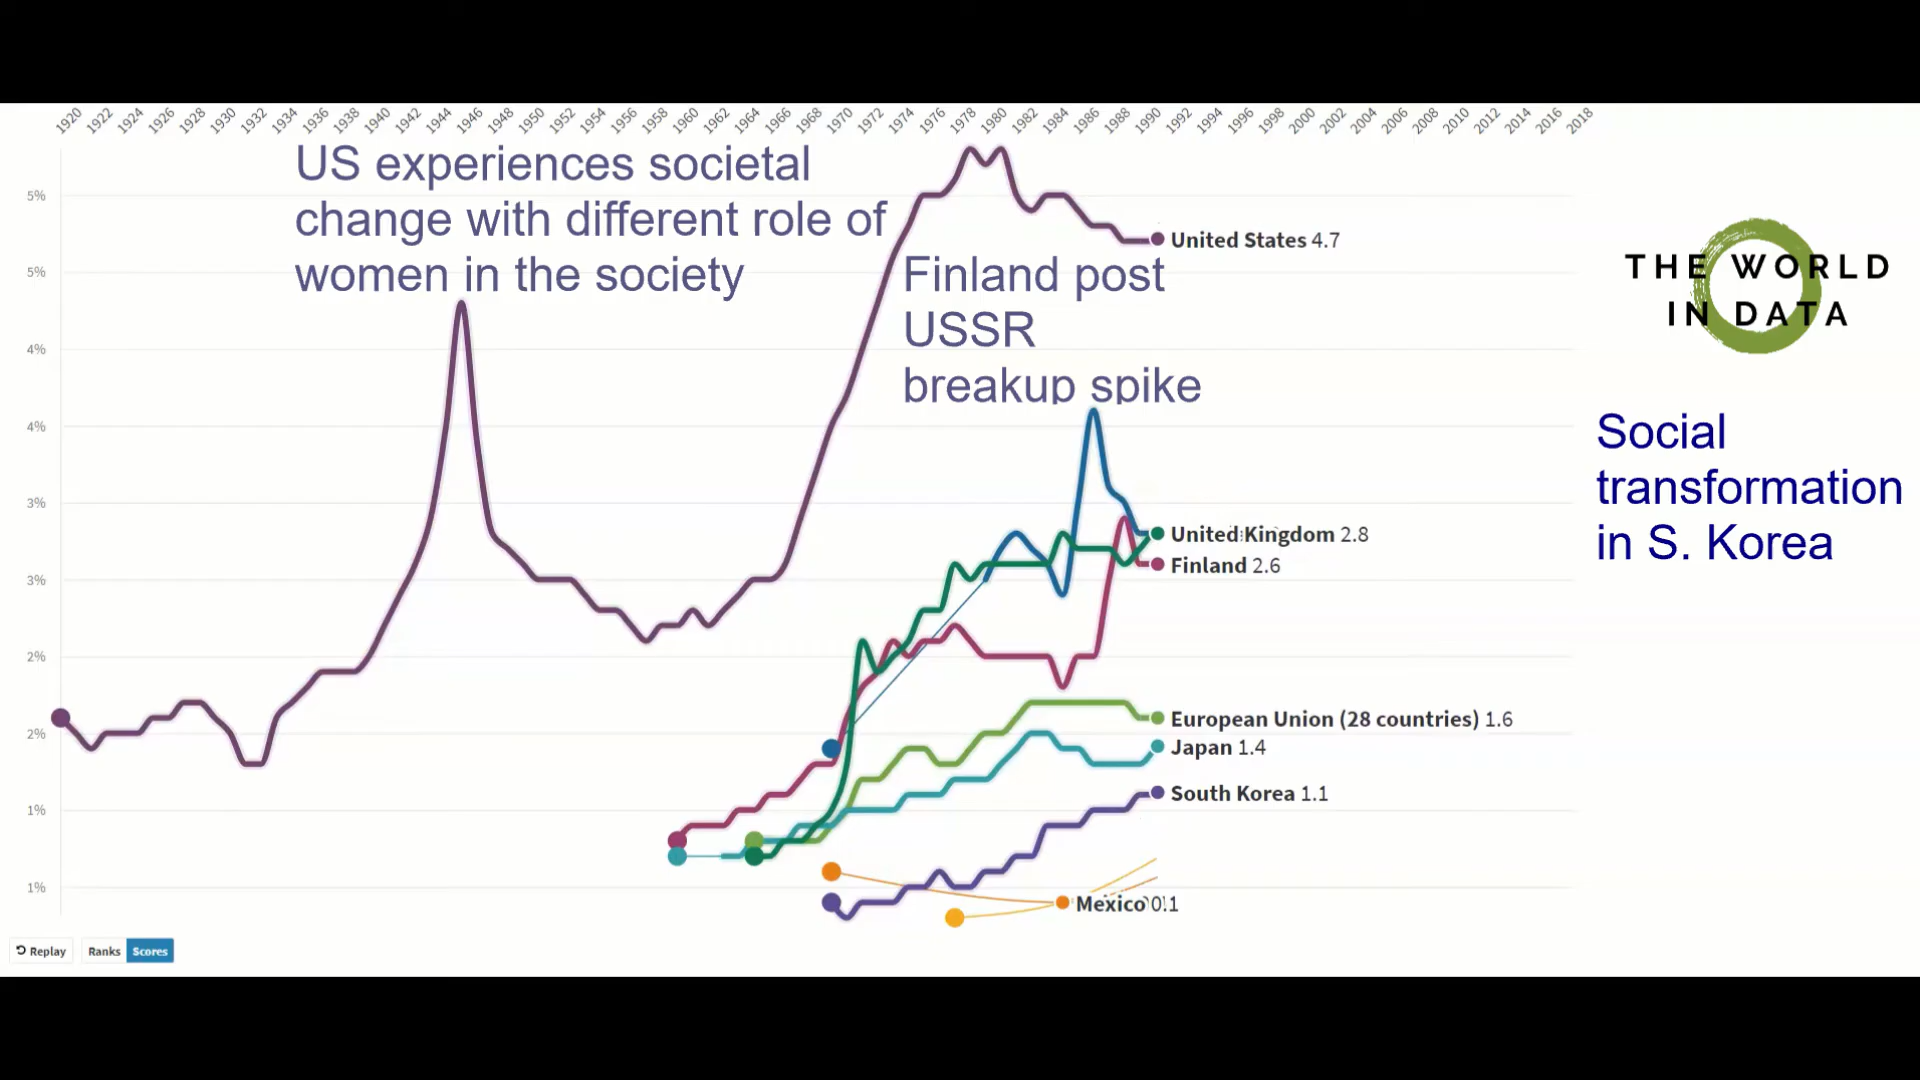 1920 1922 1924 1926 1928 1930 1932 1934 1936 1938 1940 1942 1944 1946 1948 1950 1952 1954 1956 1958 1960 1962 1964 1966 1968 1970 1972 1974 1976 1978 1980 1982 1984 1986 1988 1990 1992 1994 1996 1998 2000 2002 2004 2006 2008 2010 2012 2014 2016 2018
US experiences societal
change with different role of
women in the society
5%
United States 4.7
5%
Finland post
USSR
breakup spike
THE WORLD
IN DATA
4%
4%
Social
transformation
in S. Korea
3%
United Kingdom 2.8
Finland 2.6
3%
2%
European Union (28 countries) 1.6
2%
Japan 1.4
South Korea 1.1
1%
1%
Mexico
Replay
Ranks
Scores